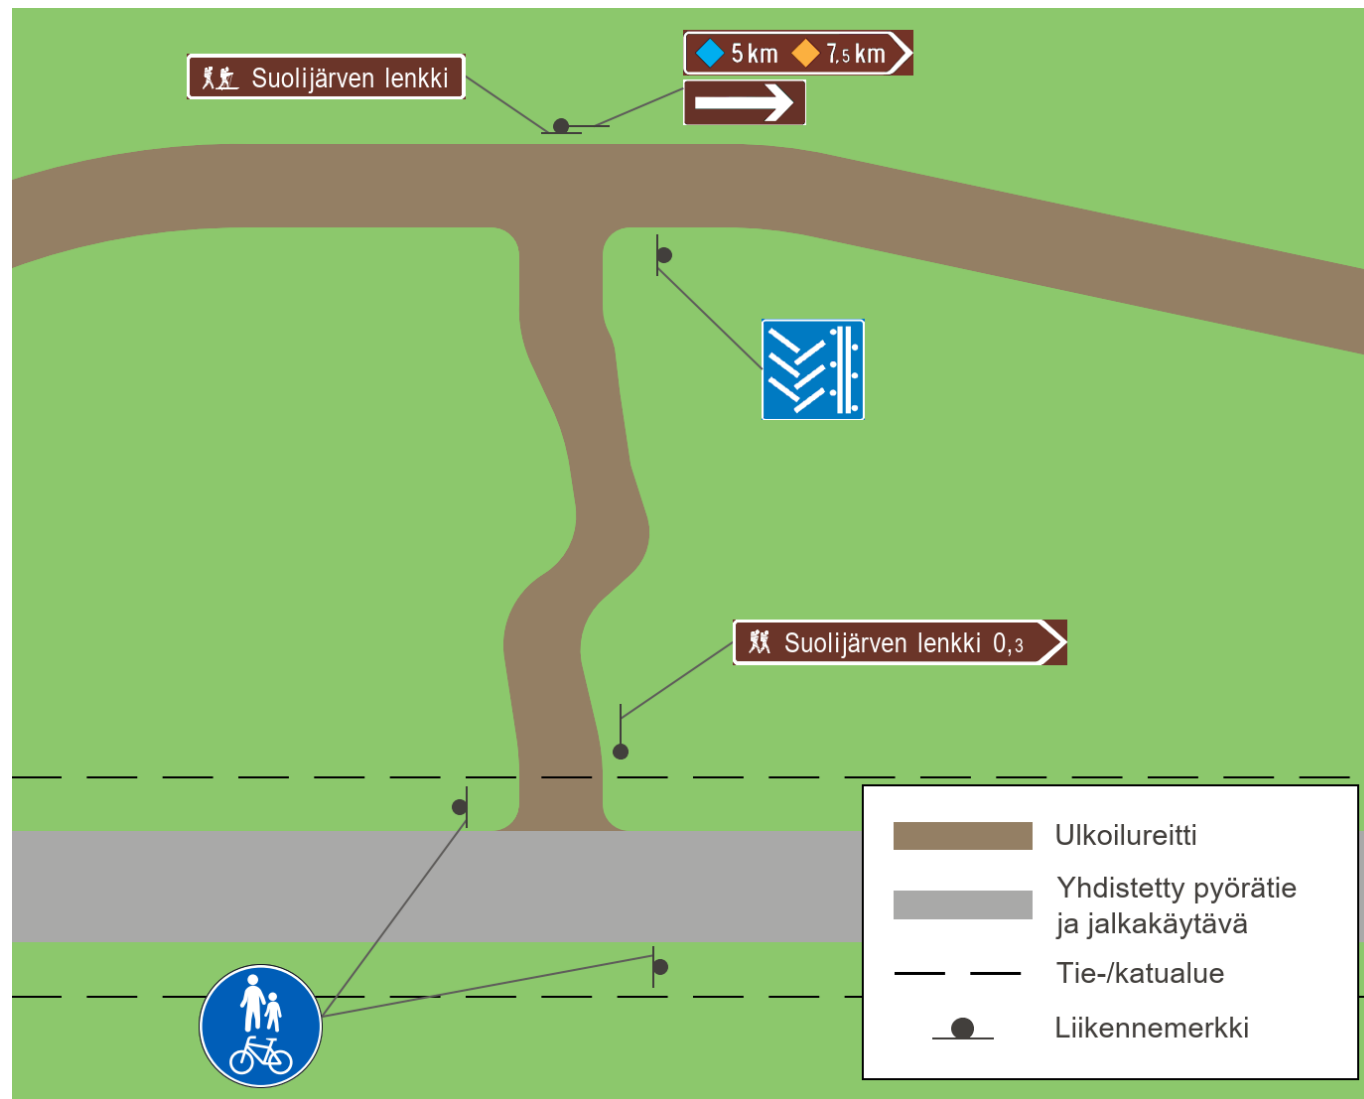 Suolijärven lenkki
5 km 7,5 km
Suolijärven lenkki 0,3
Ulkoilureitti
Yhdistetty pyörätie
ja jalkakäytävä
Tie-/katualue
Liikennemerkki